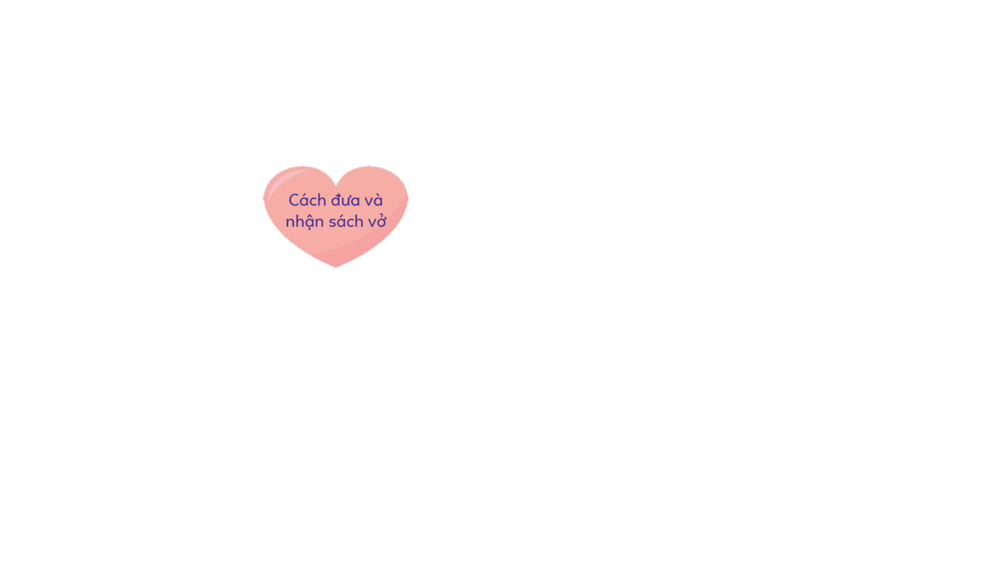 Cách đưa và
nhận sách vở